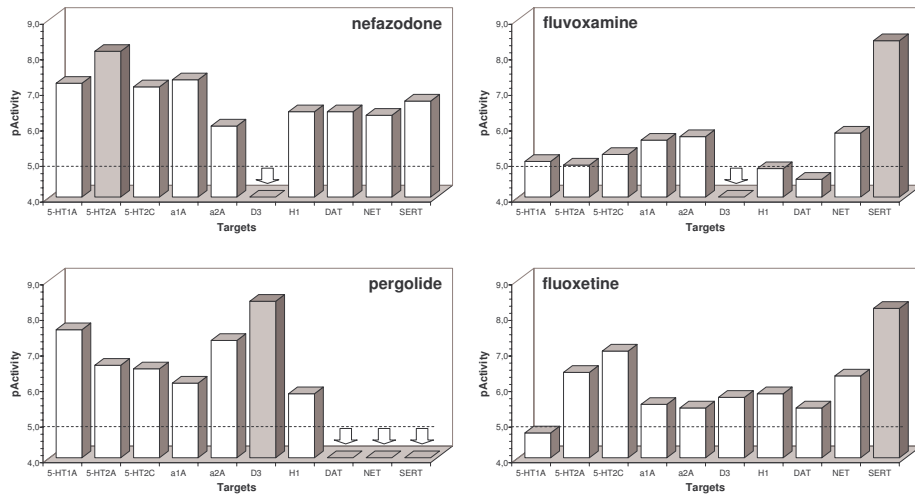 nefazodone
pActivity
9,0
8,0
7,0
6,0
5,0
4,0
5-HT1A 5-HT2A 5-HT2C a1A a2A D3 H1 DAT NET SERT
Targets
fluvoxamine
pActivity
9,0
8,0
7,0
6,0
5,0
4,0
5-HT1A 5-HT2A 5-HT2C a1A a2A D3 H1 DAT NET SERT
Targets
pergolide
pActivity
9,0
8,0
7,0
6,0
5,0
4,0
5-HT1A 5-HT2A 5-HT2C a1A a2A D3 H1 DAT NET SERT
Targets
fluoxetine
pActivity
9,0
8,0
7,0
6,0
5,0
4,0
5-HT1A 5-HT2A 5-HT2C a1A a2A D3 H1 DAT NET SERT
Targets